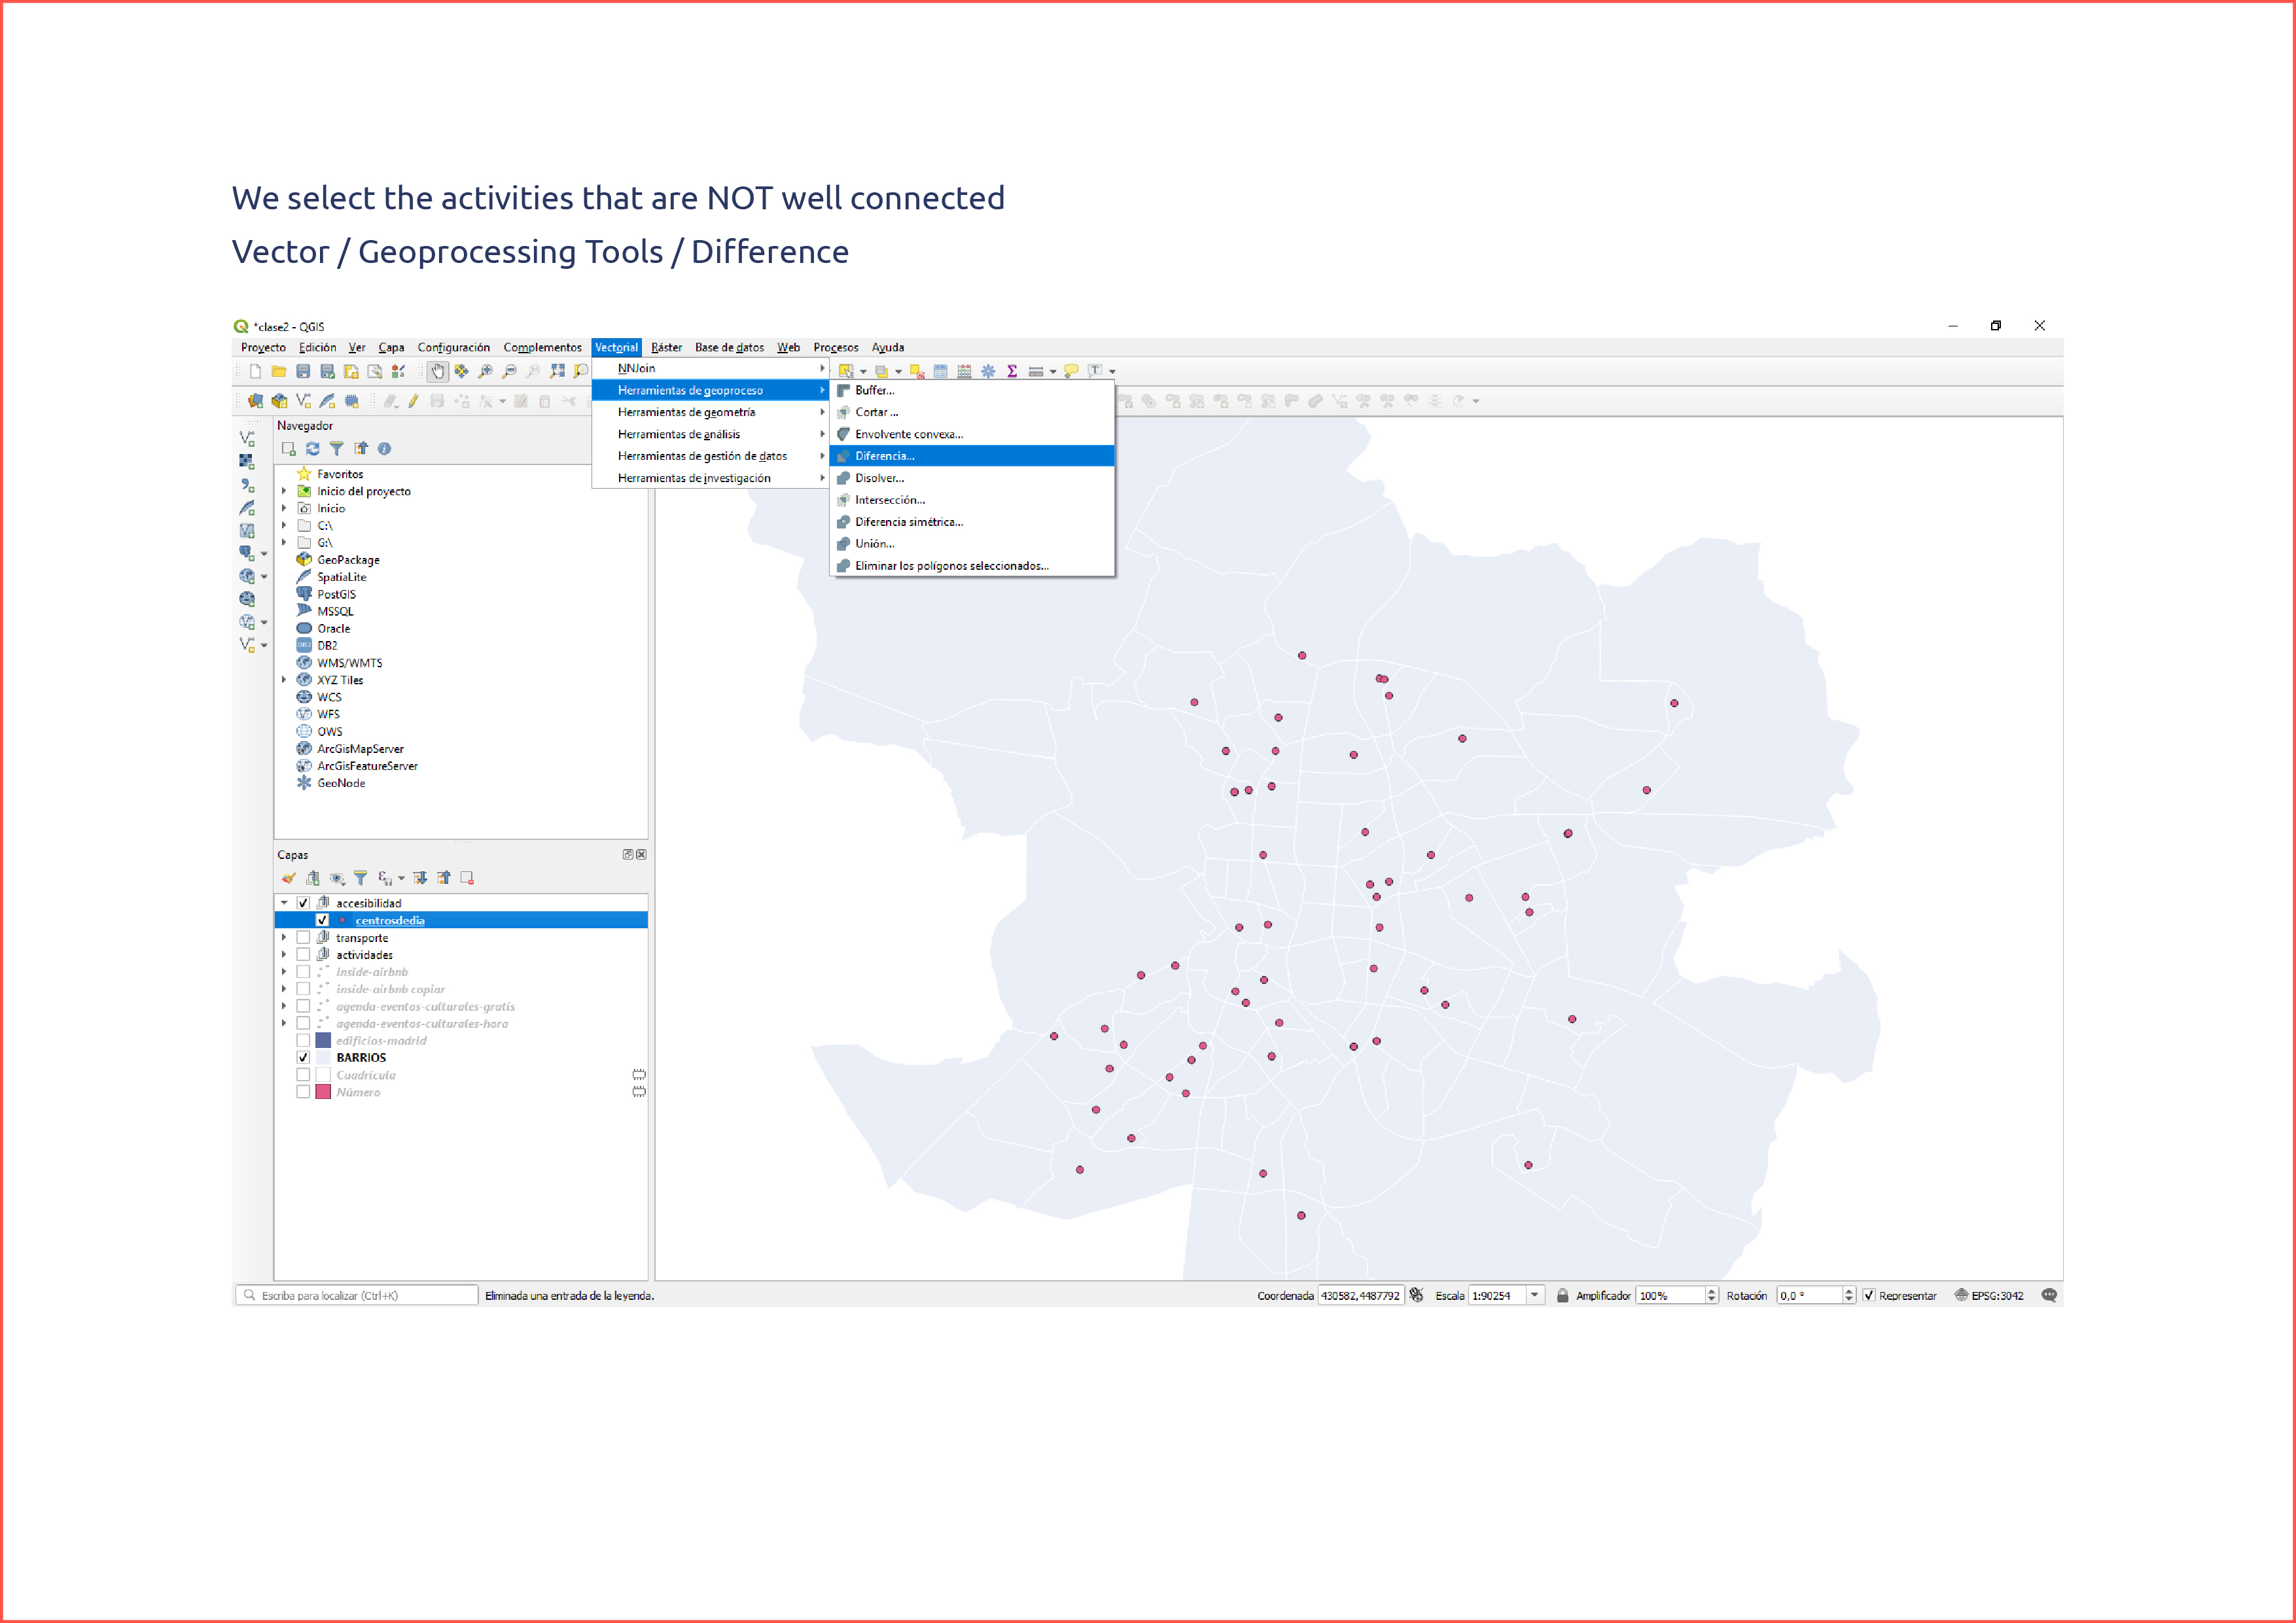 We select the activities that are NOT well connected
Vector / Geoprocessing Tools / Difference
*clase2 - QGIS
Proyecto Edición Ver Capa Configuración Complementos Vectorial Ráster Base de datos Web Procesos Ayuda
NNJoin
Herramientas de geoproceso
Herramientas de geometría
Herramientas de análisis
Herramientas de gestión de datos
Herramientas de investigación
Buffer...
Cortar ...
Envolvente convexa...
Diferencia...
Disolver...
Intersección...
Diferencia simétrica...
Unión...
Eliminar los polígonos seleccionados...
Navegador
Favoritos
Inicio del proyecto
Inicio
C:\
G:\
GeoPackage
SpatiaLite
PostGIS
MSSQL
Oracle
DB2
WMS/WMTS
XYZ Tiles
WCS
WFS
OWS
ArcGisMapServer
ArcGisFeatureServer
GeoNode
Capas
accesibilidad
centrosdedia
transporte
actividades
inside-airbnb
inside-airbnb copiar
agenda-eventos-culturales-gratis
agenda-eventos-culturales-hora
edificios-madrid
BARRIOS
Cuadrícula
Número
Escriba para localizar (Ctrl+K) Eliminada una entrada de la leyenda. Coordenada 430582,4487792 Escala 1:90254 Amplificador 100% Rotación 0,0 ° Representar EPSG:3042